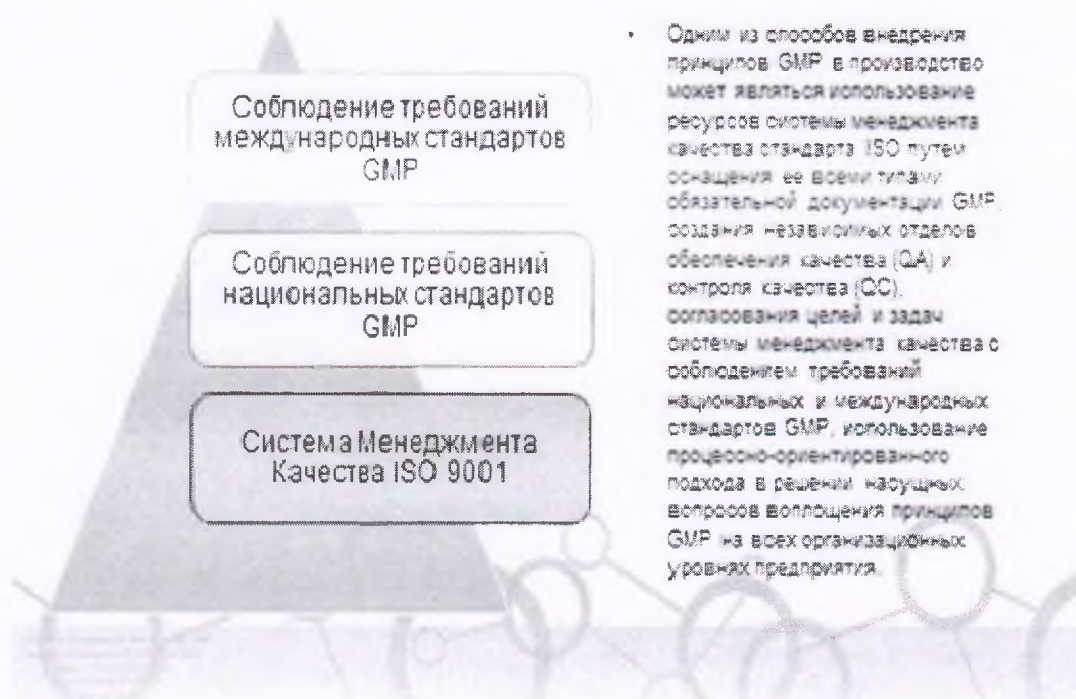 Соблюдение требований
международных стандартов
GMP
Соблюдение требований
национальных стандартов
GMP
Система Менеджмента
Качества ISO 9001
• Одним из способов внедрения
принципов GMP в производство
может являться использование
ресурсов системы менеджмента
качества стандарта ISO путем
оснащения ее всеми типами
обязательной документации GMP,
создания независимых отделов
обеспечения качества (QA) и
контроля качества (QC),
согласования целей и задач
системы менеджмента качества с
соблюдением требований
национальных и международных
стандартов GMP, использование
процессно-ориентированного
подхода в решении насущных
вопросов воплощения принципов
GMP на всех организационных
уровнях предприятия.